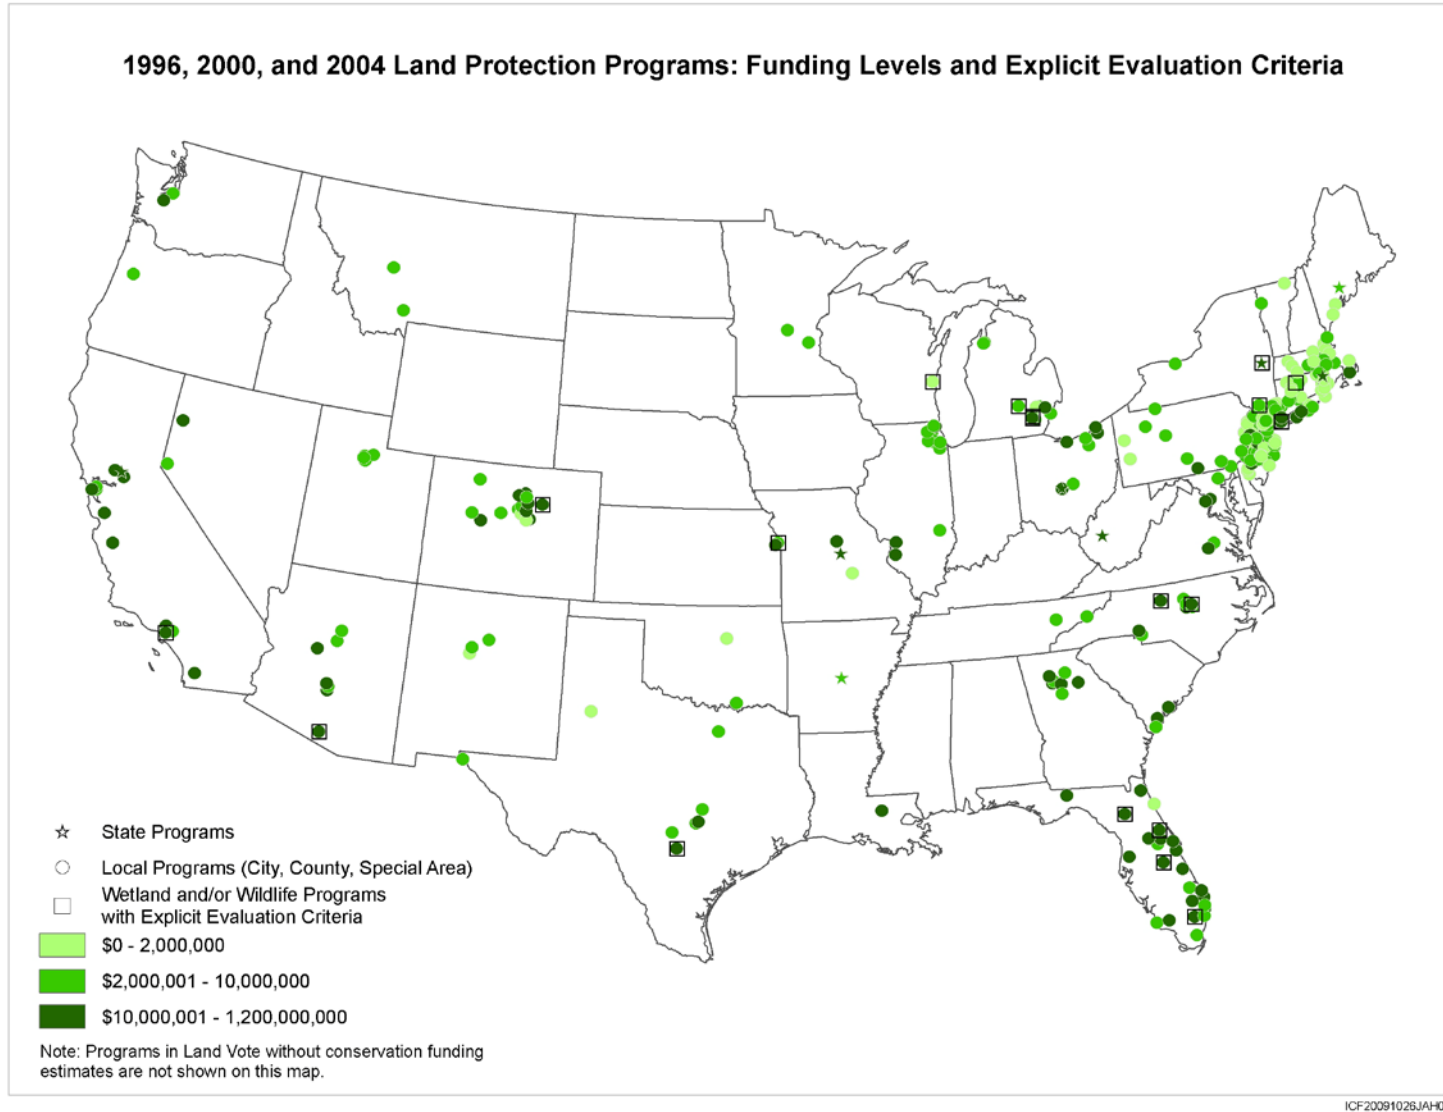 1996, 2000, and 2004 Land Protection Programs: Funding Levels and Explicit Evaluation Criteria
State Programs
Local Programs (City, County, Special Area)
Wetland and/or Wildlife Programs
with Explicit Evaluation Criteria
$0 - 2,000,000
$2,000,001 - 10,000,000
$10,000,001 - 1,200,000,000
Note: Programs in Land Vote without conservation funding
estimates are not shown on this map.
ICF20091026JAH0